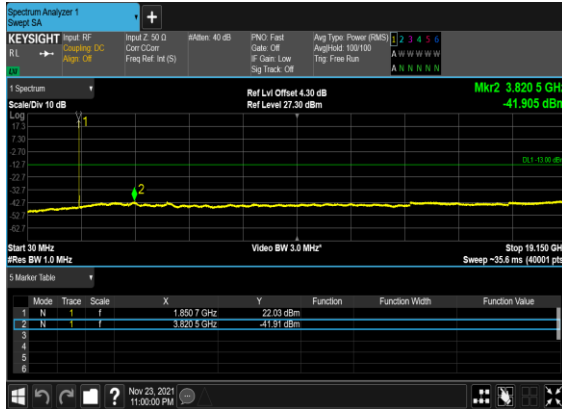 Spectrum Analyzer 1
Swept SA
+
KEYSIGHT Input: RF Input Z: 50 Ω #Atten: 40 dB PNO: Fast Avg Type: Power (RMS) 1 2 3 4 5 6
RL Coupling: DC Corr CCorr Gate: Off Avg|Hold: 100/100 A W W W W W
Align: Off Freq Ref: Int (S) IF Gain: Low Trig: Free Run
LU Sig Track: Off A N N N N N
1 Spectrum Ref Lvl Offset 4.30 dB Mkr2 3.820 5 GHz
Scale/Div 10 dB Ref Level 27.30 dBm -41.905 dBm
Log
17.3
1
7.30
-2.70
-12.7 DL1 -13.00 dBm
-22.7
-32.7 2
-42.7
-52.7
-62.7
Start 30 MHz Video BW 3.0 MHz* Stop 19.150 GH
#Res BW 1.0 MHz Sweep ~35.6 ms (40001 pts
5 Marker Table
Mode Trace Scale X Y Function Function Width Function Value
1 N 1 f 1.850 7 GHz 22.03 dBm
2 N 1 f 3.820 5 GHz -41.91 dBm
3
4
5
6
? Nov 23, 2021
11:00:00 PM